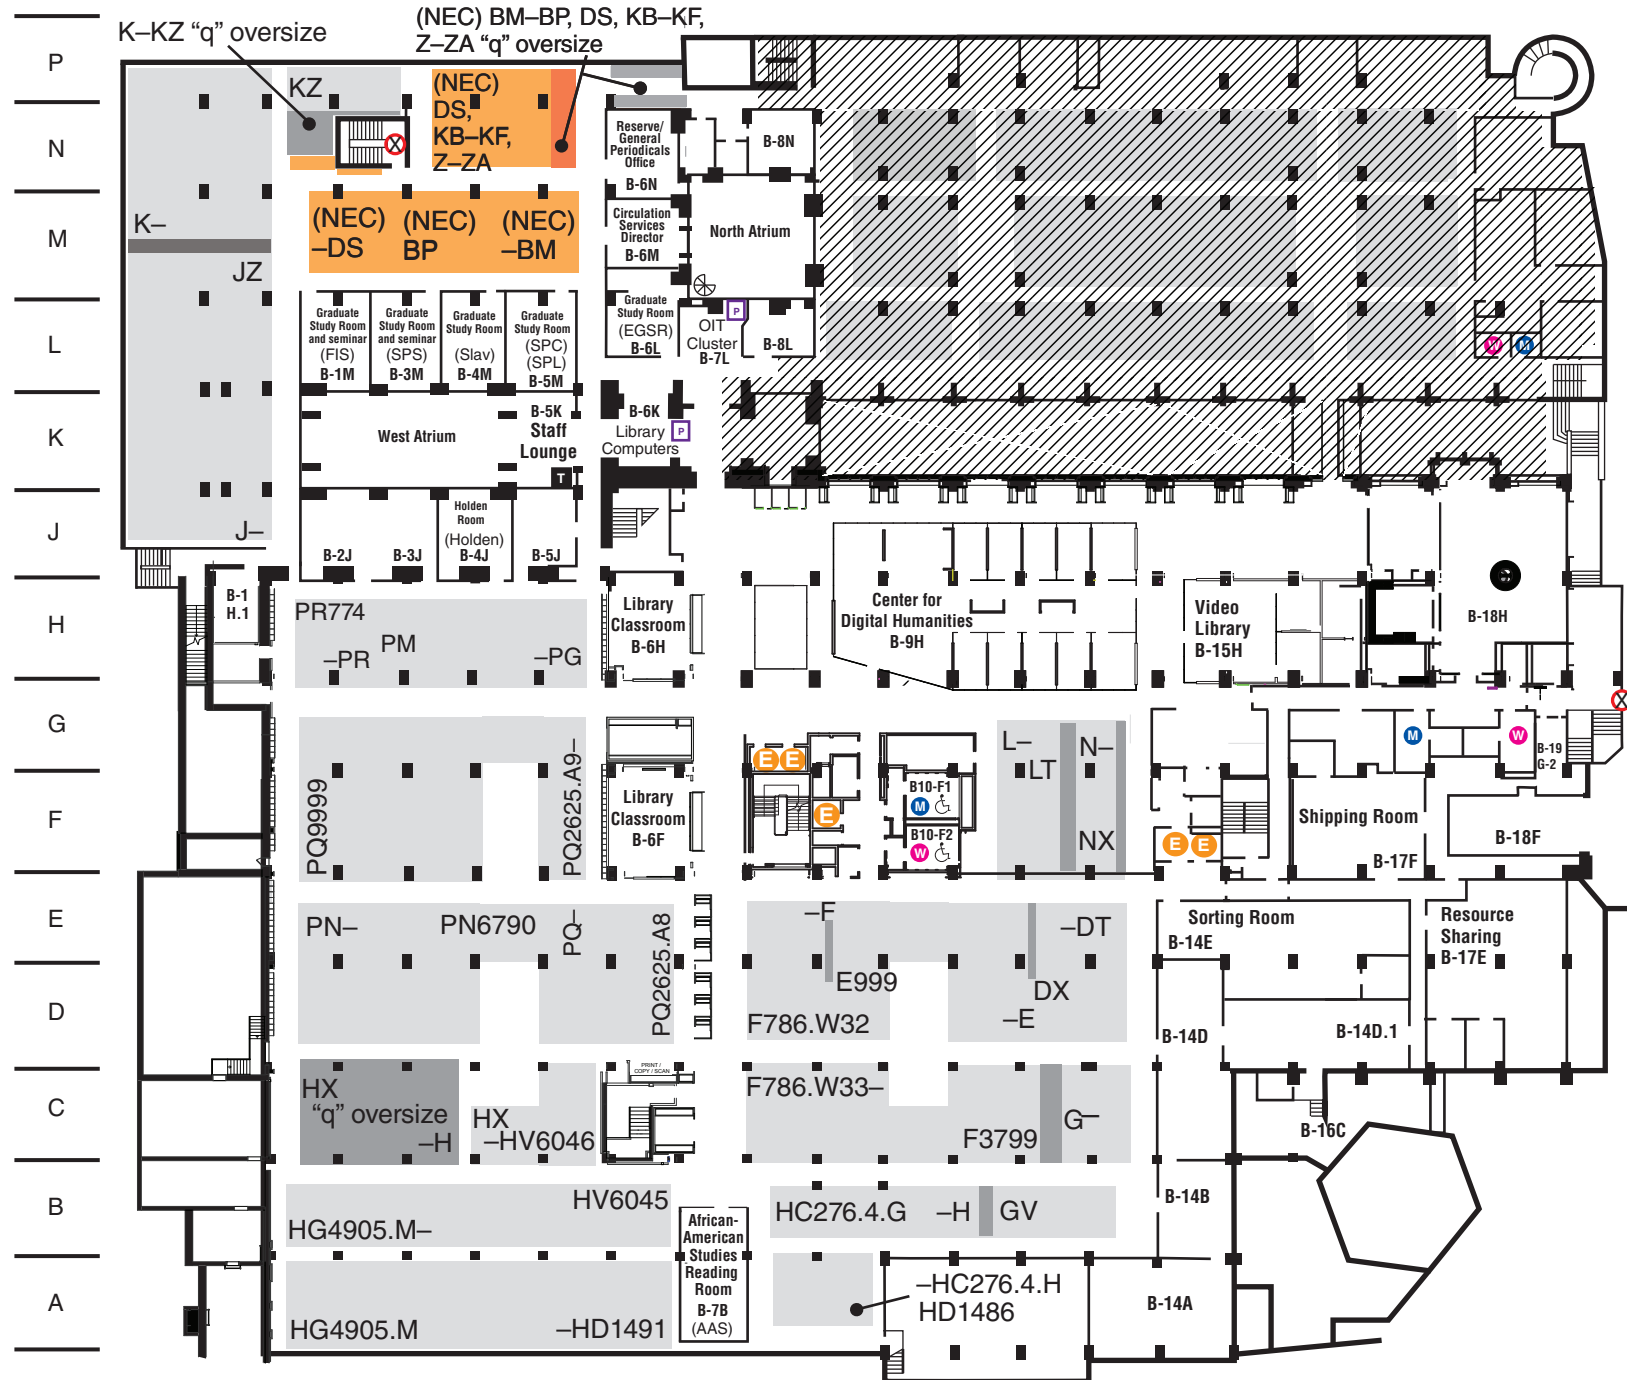 P
N
M
L
K
J
H
G
F
E
D
C
B
A
K–KZ “q” oversize
(NEC) BM–BP, DS, KB–KF,
Z–ZA “q” oversize
KZ
(NEC)
DS,
KB–KF,
Z–ZA
Reserve/
General
Periodicals
Office
B-6N
B-8N
K–
JZ
(NEC)
–DS
(NEC)
BP
(NEC)
–BM
Circulation
Services
Director
B-6M
North Atrium
Graduate
Study Room
and seminar
(FIS)
B-1M
Graduate
Study Room
and seminar
(SPS)
B-3M
Graduate
Study Room
(Slav)
B-4M
Graduate
Study Room
(SPC)
(SPL)
B-5M
Graduate
Study Room
(EGSR)
B-6L
P
OIT
Cluster
B-7L
B-8L
W
M
West Atrium
B-5K
Staff
Lounge
T
B-6K
Library
Computers
P
J–
B-2J
B-3J
Holden
Room
(Holden)
B-4J
B-5J
B-1
H.1
PR774
PM
–PR
–PG
Library
Classroom
B-6H
Center for
Digital Humanities
B-9H
Video
Library
B-15H
B-18H
PQ9999
PQ2625.A9–
Library
Classroom
B-6F
E
E
E
B10-F1
M
B10-F2
W
L–
LT
N–
NX
E
E
M
W
B-19
G-2
Shipping Room
B-17F
B-18F
PN–
PN6790
PQ–
PQ2625.A8
–F
E999
F786.W32
–DT
DX
–E
Sorting Room
B-14E
Resource
Sharing
B-17E
B-14D
B-14D.1
HX
“q” oversize
–H
HX
–HV6046
PRINT /
COPY / SCAN
F786.W33–
F3799
G–
B-16C
HV6045
HG4905.M–
African-
American
Studies
Reading
Room
B-7B
(AAS)
HC276.4.G
–H
GV
B-14B
HG4905.M
–HD1491
–HC276.4.H
HD1486
B-14A